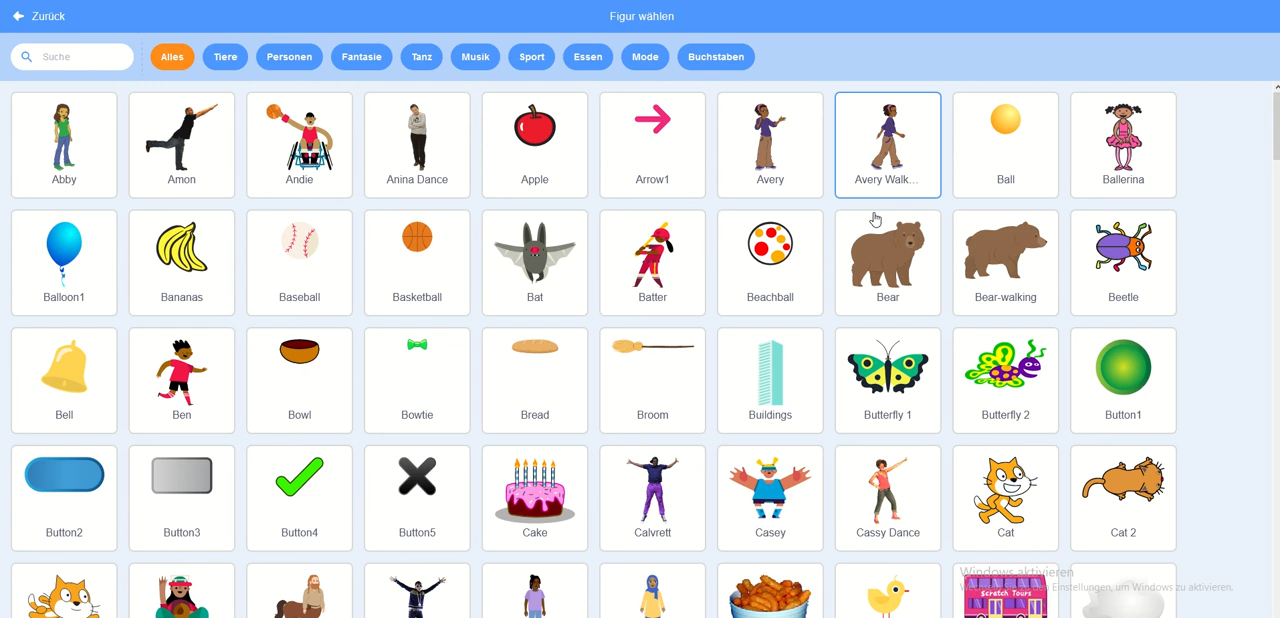 Zurück
Figur wählen
Suche
Alles
Tiere
Personen
Fantasie
Tanz
Musik
Sport
Essen
Mode
Buchstaben
Abby
Amon
Andie
Anina Dance
Apple
Arrow1
Avery
Avery Walk...
Ball
Ballerina
Balloon1
Bananas
Baseball
Basketball
Bat
Batter
Beachball
Bear
Bear-walking
Beetle
Bell
Ben
Bowl
Bowtie
Bread
Broom
Buildings
Butterfly 1
Butterfly 2
Button1
Button2
Button3
Button4
Button5
Cake
Calvrett
Casey
Cassy Dance
Cat
Cat 2
Windows aktivieren
Einstellungen, um Windows zu aktivieren.
Scratch Tours